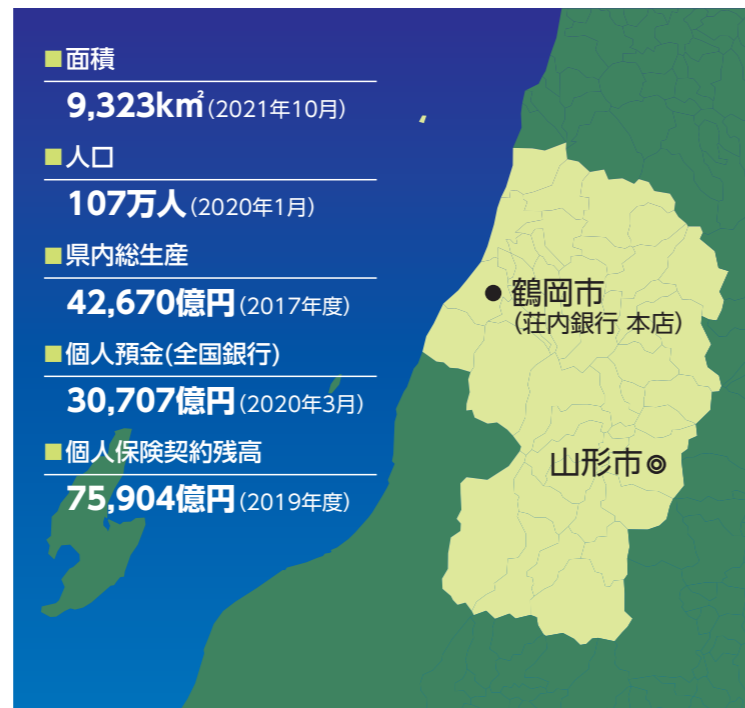 ■面積
9,323k㎡(2021年10月)
■人口
107万人(2020年1月)
■県内総生産
42,670億円(2017年度)
■個人預金(全国銀行)
30,707億円(2020年3月)
■個人保険契約残高
75,904億円(2019年度)
鶴岡市
(荘内銀行 本店)
山形市